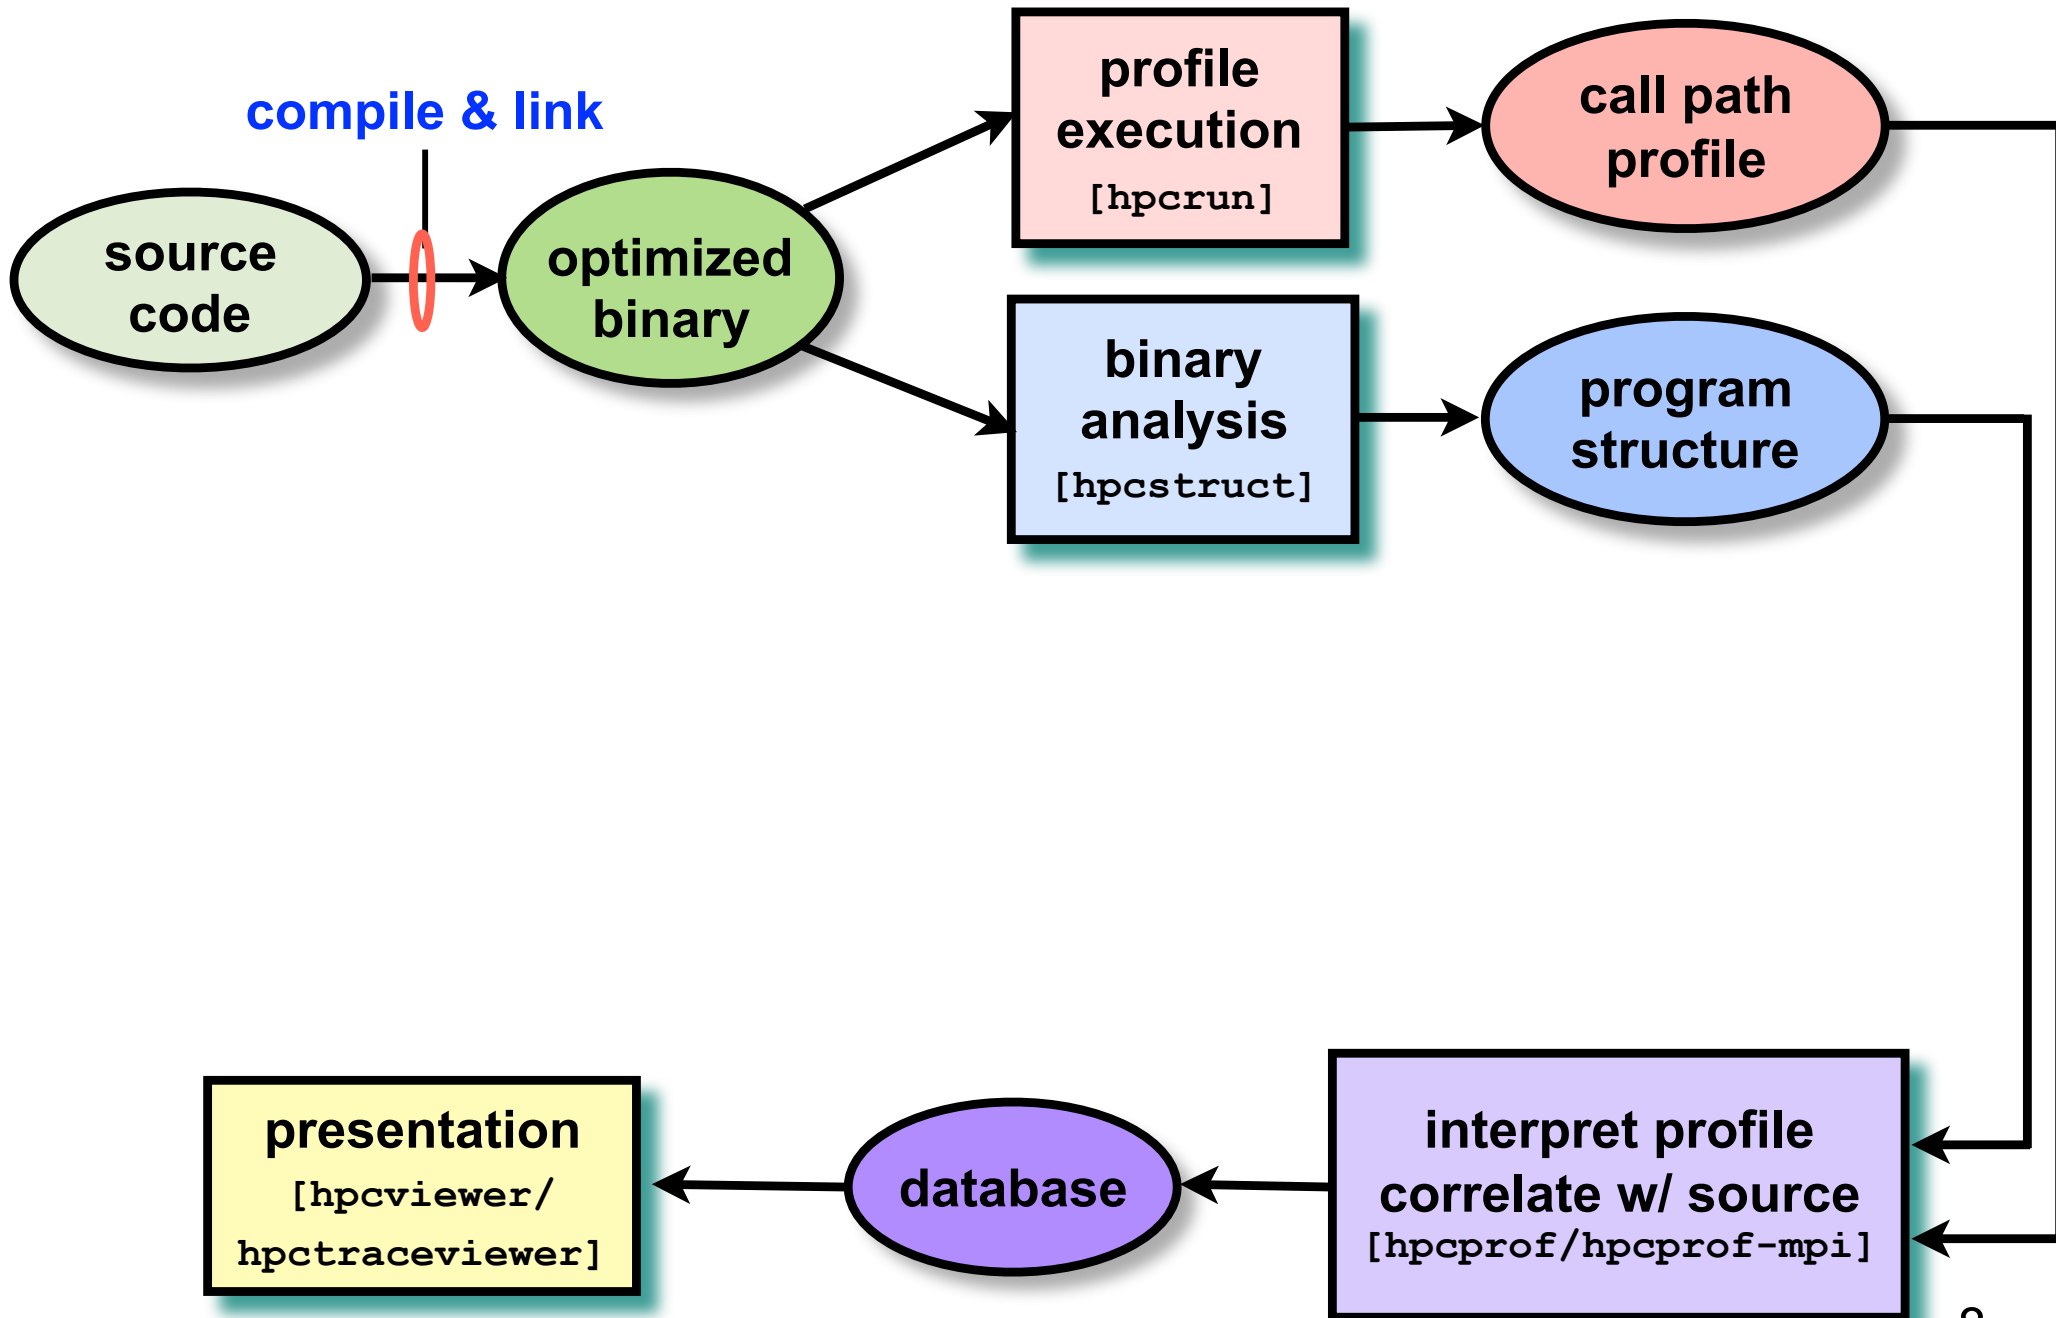 compile & link
source
code
optimized
binary
profile
execution
[hpcrun]
call path
profile
binary
analysis
[hpcstruct]
program
structure
presentation
[hpcviewer/
hpctraceviewer]
database
interpret profile
correlate w/ source
[hpcprof/hpcprof-mpi]